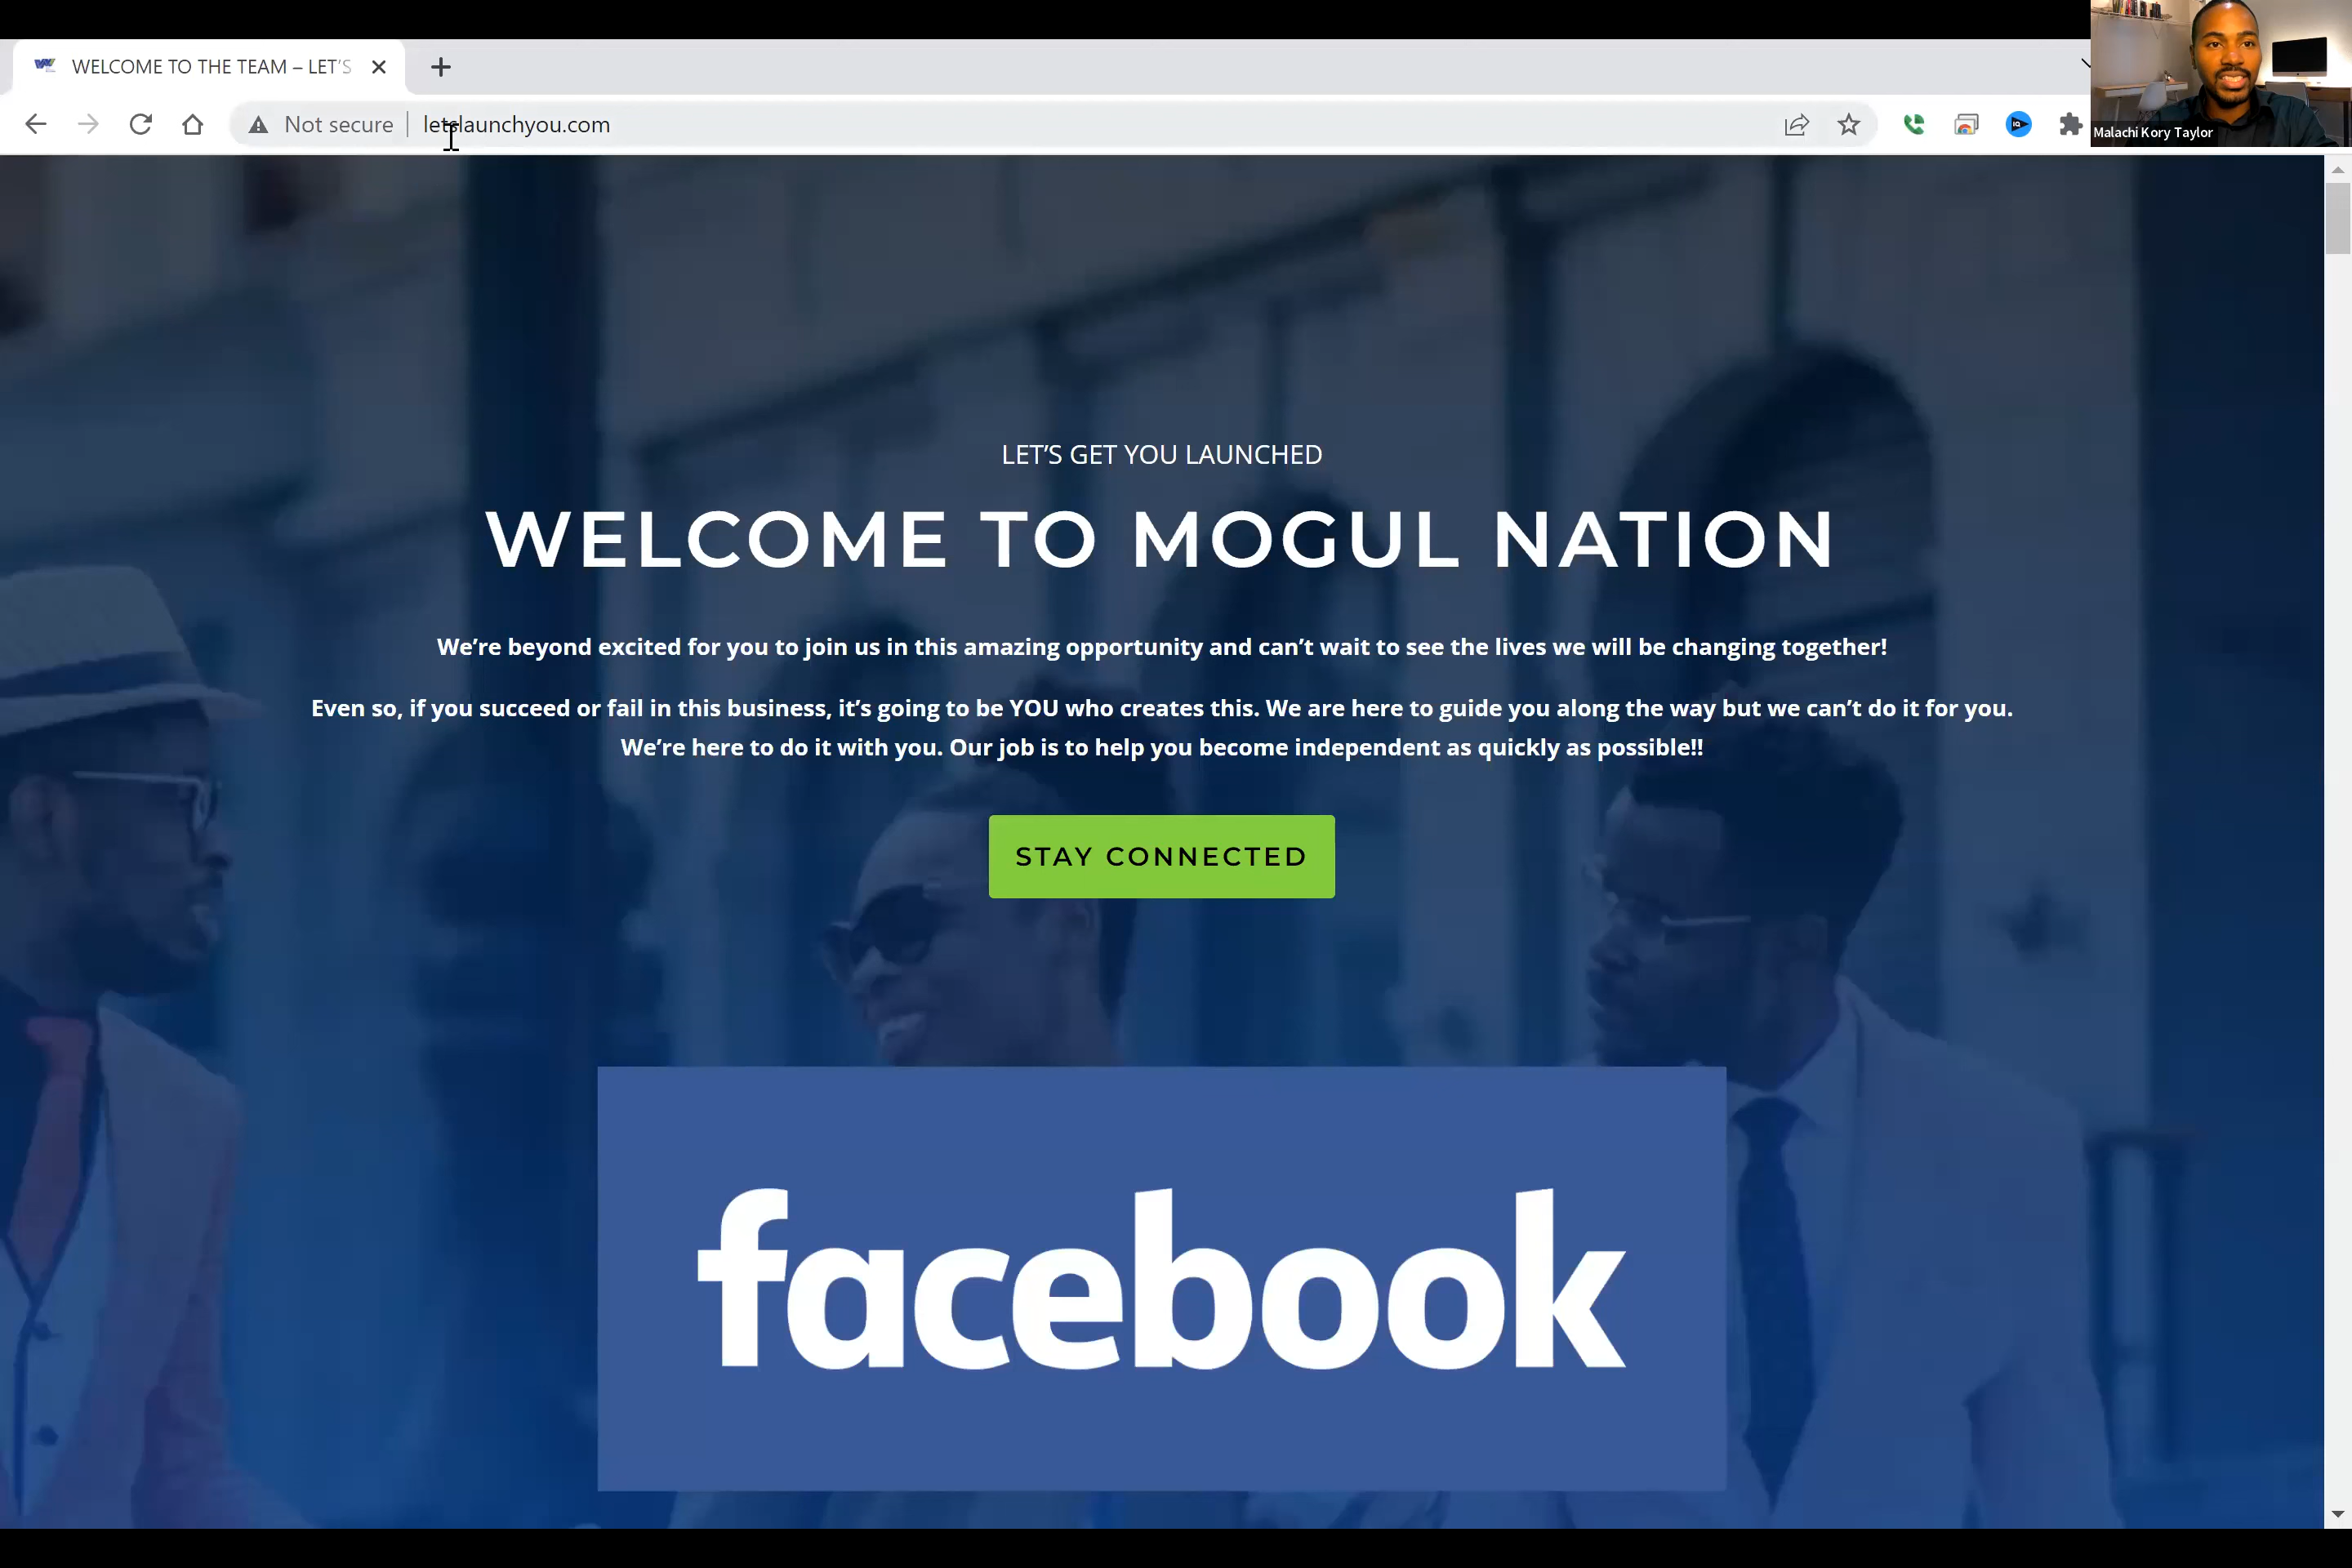 WELCOME TO THE TEAM – LET'S
Not secure
letslaunchyou.com
Malachi Kory Taylor
LET'S GET YOU LAUNCHED
WELCOME TO MOGUL NATION
We're beyond excited for you to join us in this amazing opportunity and can't wait to see the lives we will be changing together!
Even so, if you succeed or fail in this business, it's going to be YOU who creates this. We are here to guide you along the way but we can't do it for you.
We're here to do it with you. Our job is to help you become independent as quickly as possible!!
STAY CONNECTED
facebook